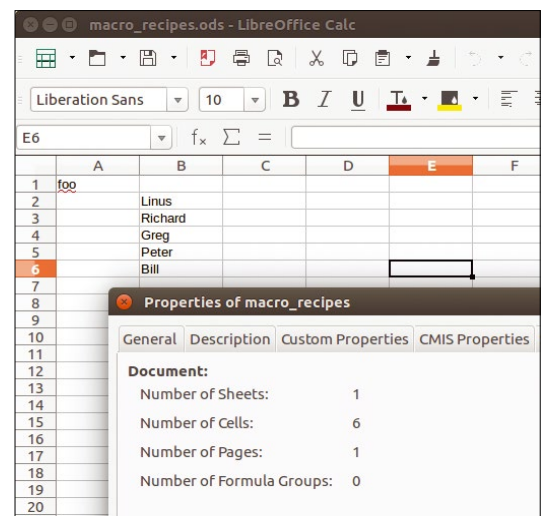 macro_recipes.ods - LibreOffice Calc
Liberation Sans 10 B I U T
E6 fx Σ =
A B C D E F
1 foo
2 Linus
3 Richard
4 Greg
5 Peter
6 Bill
7
8
Properties of macro_recipes
9
10
General Description Custom Properties CMIS Properties
11
12
Document:
13
Number of Sheets: 1
14
15
Number of Cells: 6
16
17
Number of Pages: 1
18
Number of Formula Groups: 0
19
20